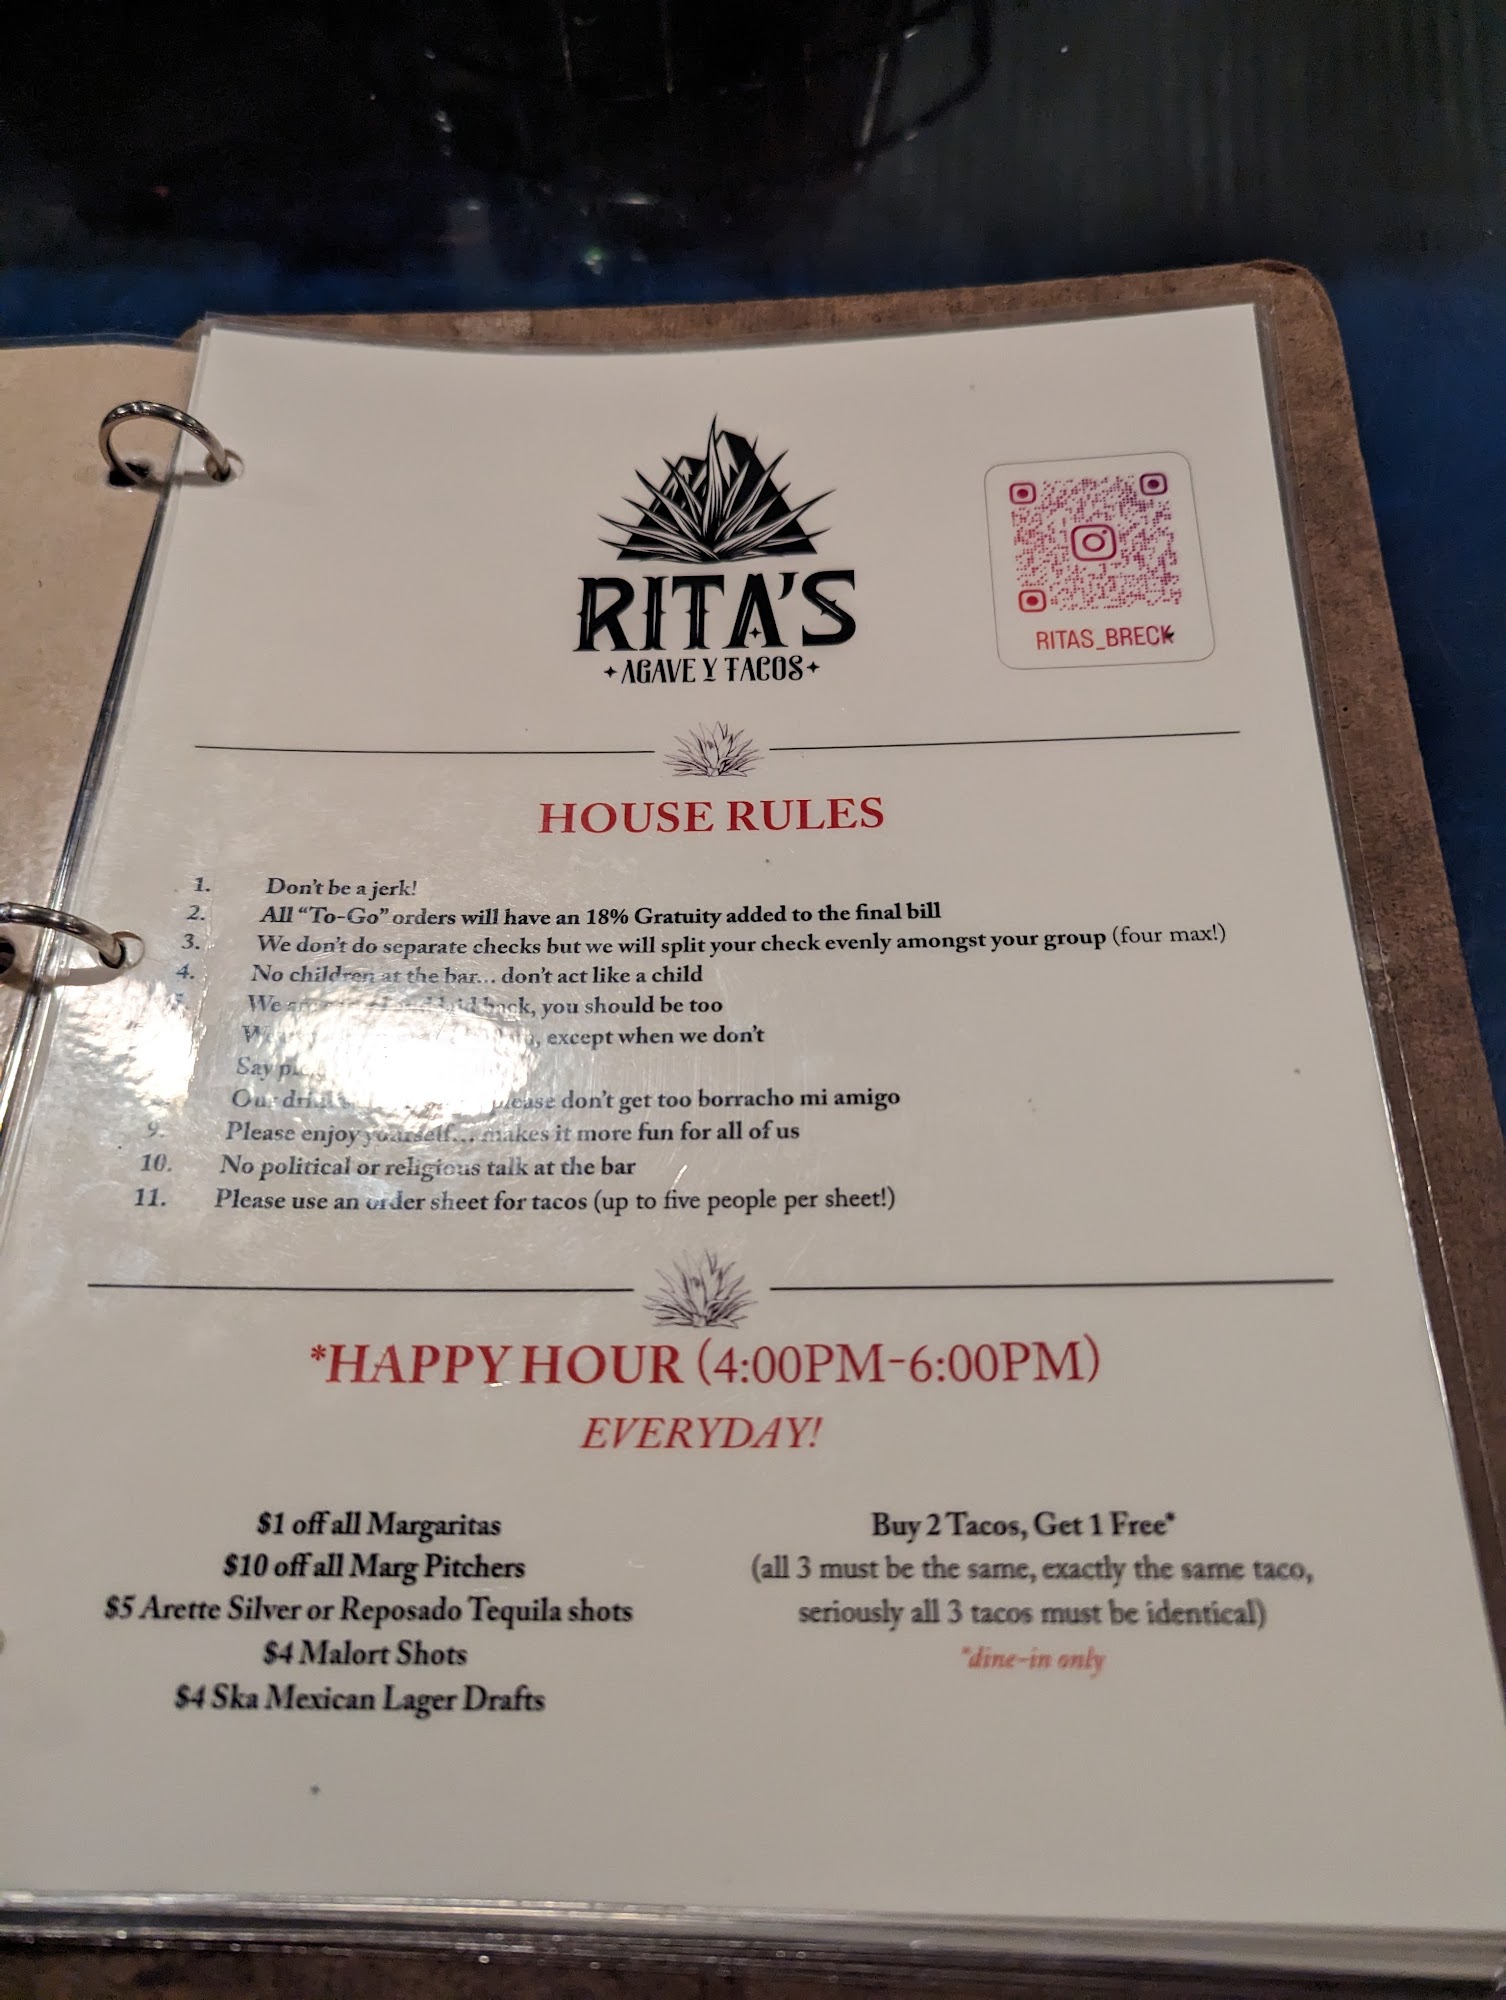 RITA'S
AGAVE Y TACOS
RITAS_BRECK
HOUSE RULES
1. Don't be a jerk!
2. All "To-Go" orders will have an 18% Gratuity added to the final bill
3. We don't do separate checks but we will split your check evenly amongst your group (four max!)
4. No children at the bar... don't act like a child
We laid back, you should be too
except when we don't
Say
Our please don't get too borracho mi amigo
9. Please enjoy yourself... makes it more fun for all of us
10. No political or religious talk at the bar
11. Please use an order sheet for tacos (up to five people per sheet!)
*HAPPY HOUR (4:00PM-6:00PM)
EVERYDAY!
$1 off all Margaritas
$10 off all Marg Pitchers
$5 Arette Silver or Reposado Tequila shots
$4 Malort Shots
$4 Ska Mexican Lager Drafts
Buy 2 Tacos, Get 1 Free*
(all 3 must be the same, exactly the same taco,
seriously all 3 tacos must be identical)
*dine-in only